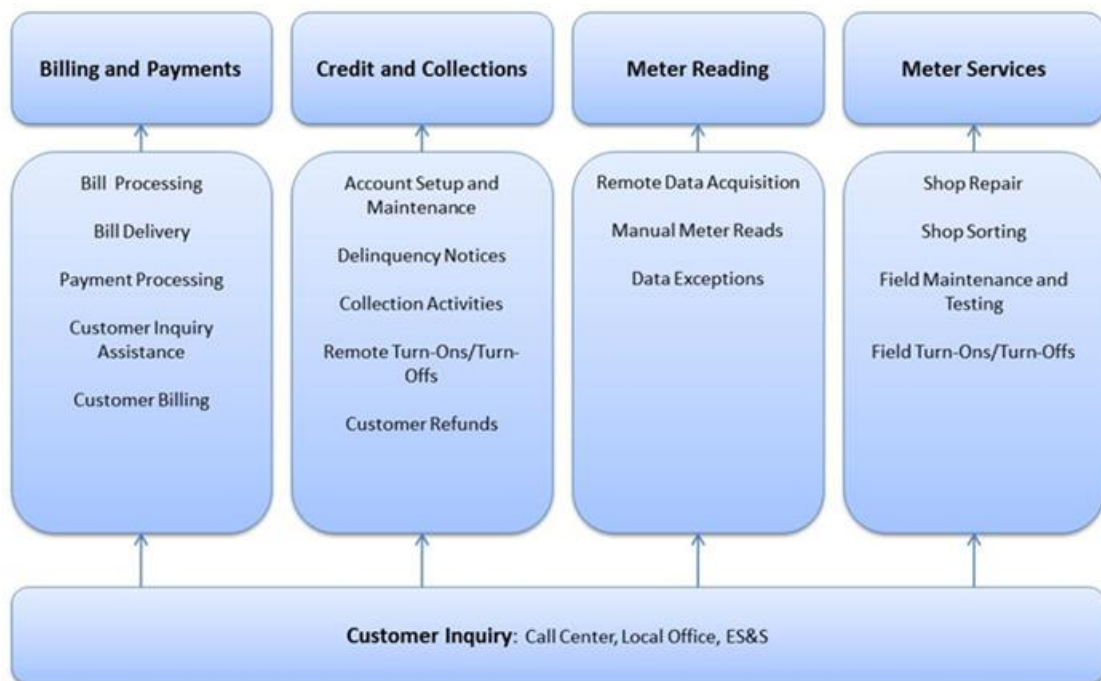 Billing and Payments
Credit and Collections
Meter Reading
Meter Services
Bill Processing
Bill Delivery
Payment Processing
Customer Inquiry
Assistance
Customer Billing
Account Setup and
Maintenance
Delinquency Notices
Collection Activities
Remote Turn-Ons/Turn-
Offs
Customer Refunds
Remote Data Acquisition
Manual Meter Reads
Data Exceptions
Shop Repair
Shop Sorting
Field Maintenance and
Testing
Field Turn-Ons/Turn-Offs
Customer Inquiry: Call Center, Local Office, ES&S